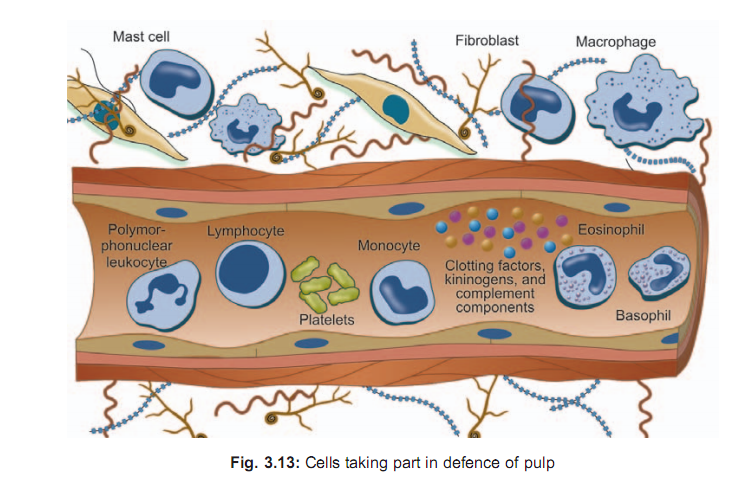 Mast cell
Fibroblast
Macrophage
Polymor-
phonuclear
leukocyte
Lymphocyte
Platelets
Monocyte
Clotting factors,
kininogens, and
complement
components
Eosinophil
Basophil
Fig. 3.13: Cells taking part in defence of pulp